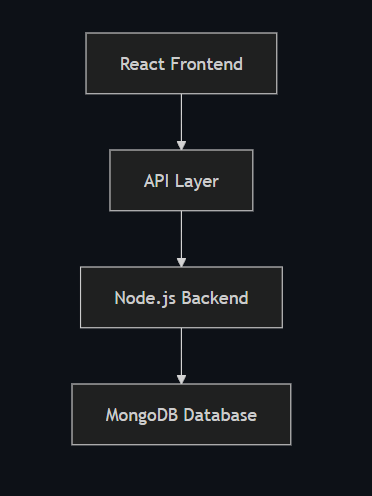 React Frontend
API Layer
Node.js Backend
MongoDB Database